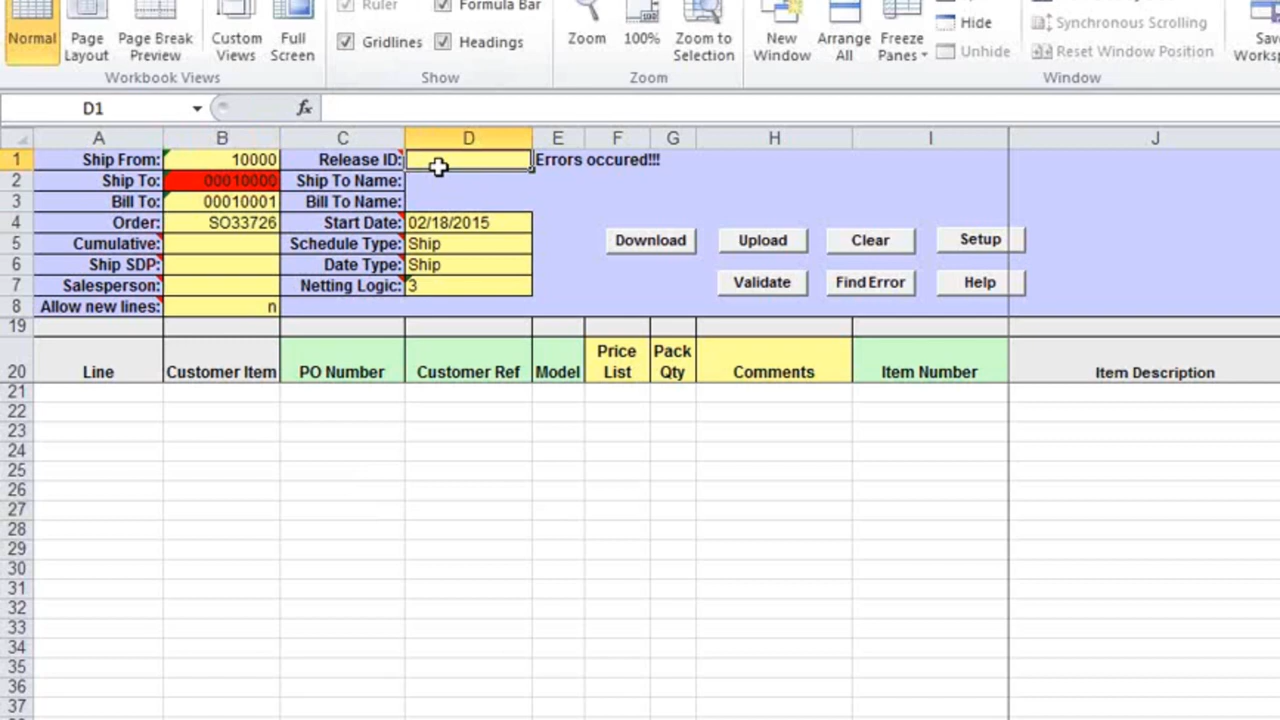 Ruler Formula Bar
Normal Page Layout Page Break Preview Custom Views Full Screen Gridlines Headings Zoom 100% Zoom to Selection New Window Arrange All Freeze Panes Hide Synchronous Scrolling
Unhide Reset Window Position
Workbook Views Show Zoom Window
D1 fx
A B C D E F G H I J
1 Ship From: 10000 Release ID: Errors occured!!!
2 Ship To: 00010000 Ship To Name:
3 Bill To: 00010001 Bill To Name:
4 Order: SO33726 Start Date: 02/18/2015
5 Cumulative: Schedule Type: Ship Download Upload Clear Setup
6 Ship SDP: Date Type: Ship
7 Salesperson: Netting Logic: 3 Validate Find Error Help
8 Allow new lines: n
19
20 Line Customer Item PO Number Customer Ref Model Price List Pack Qty Comments Item Number Item Description
21
22
23
24
25
26
27
28
29
30
31
32
33
34
35
36
37